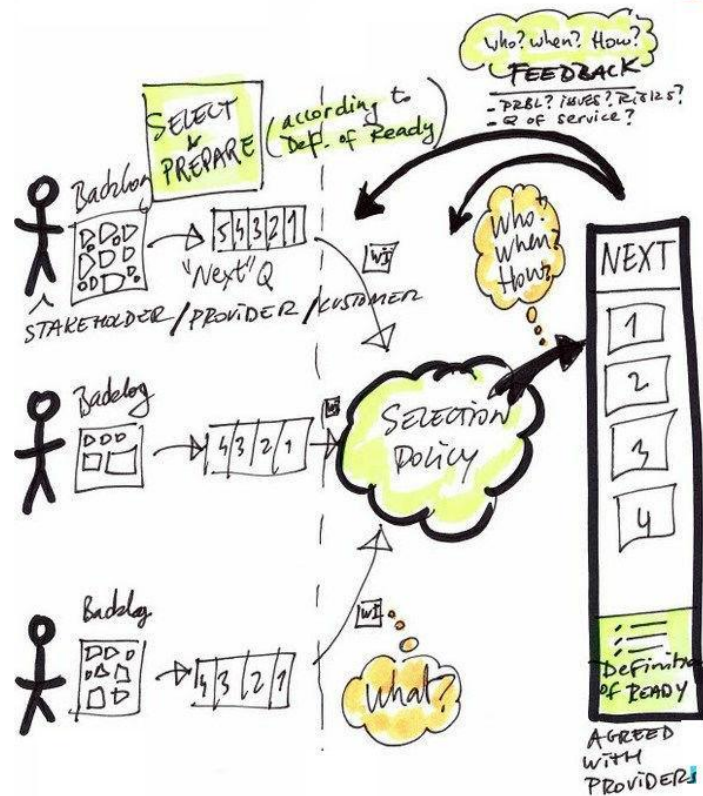 Who? when? How?
FEEDBACK
- PRBL? issues? Risks?
- Q of service?
SELECT
&
PREPARE
(according to
Def. of Ready)
Backlog
5 4 3 2 1
"Next" Q
STAKEHOLDER / PROVIDER / KUSTOMER
WI
Who?
When?
How?
NEXT
1
2
3
4
Backlog
4 3 2 1
WI
SELECTION
POLICY
Backlog
4 3 2 1
WI
What?
Definition
of READY
AGREED
WITH
PROVIDERS